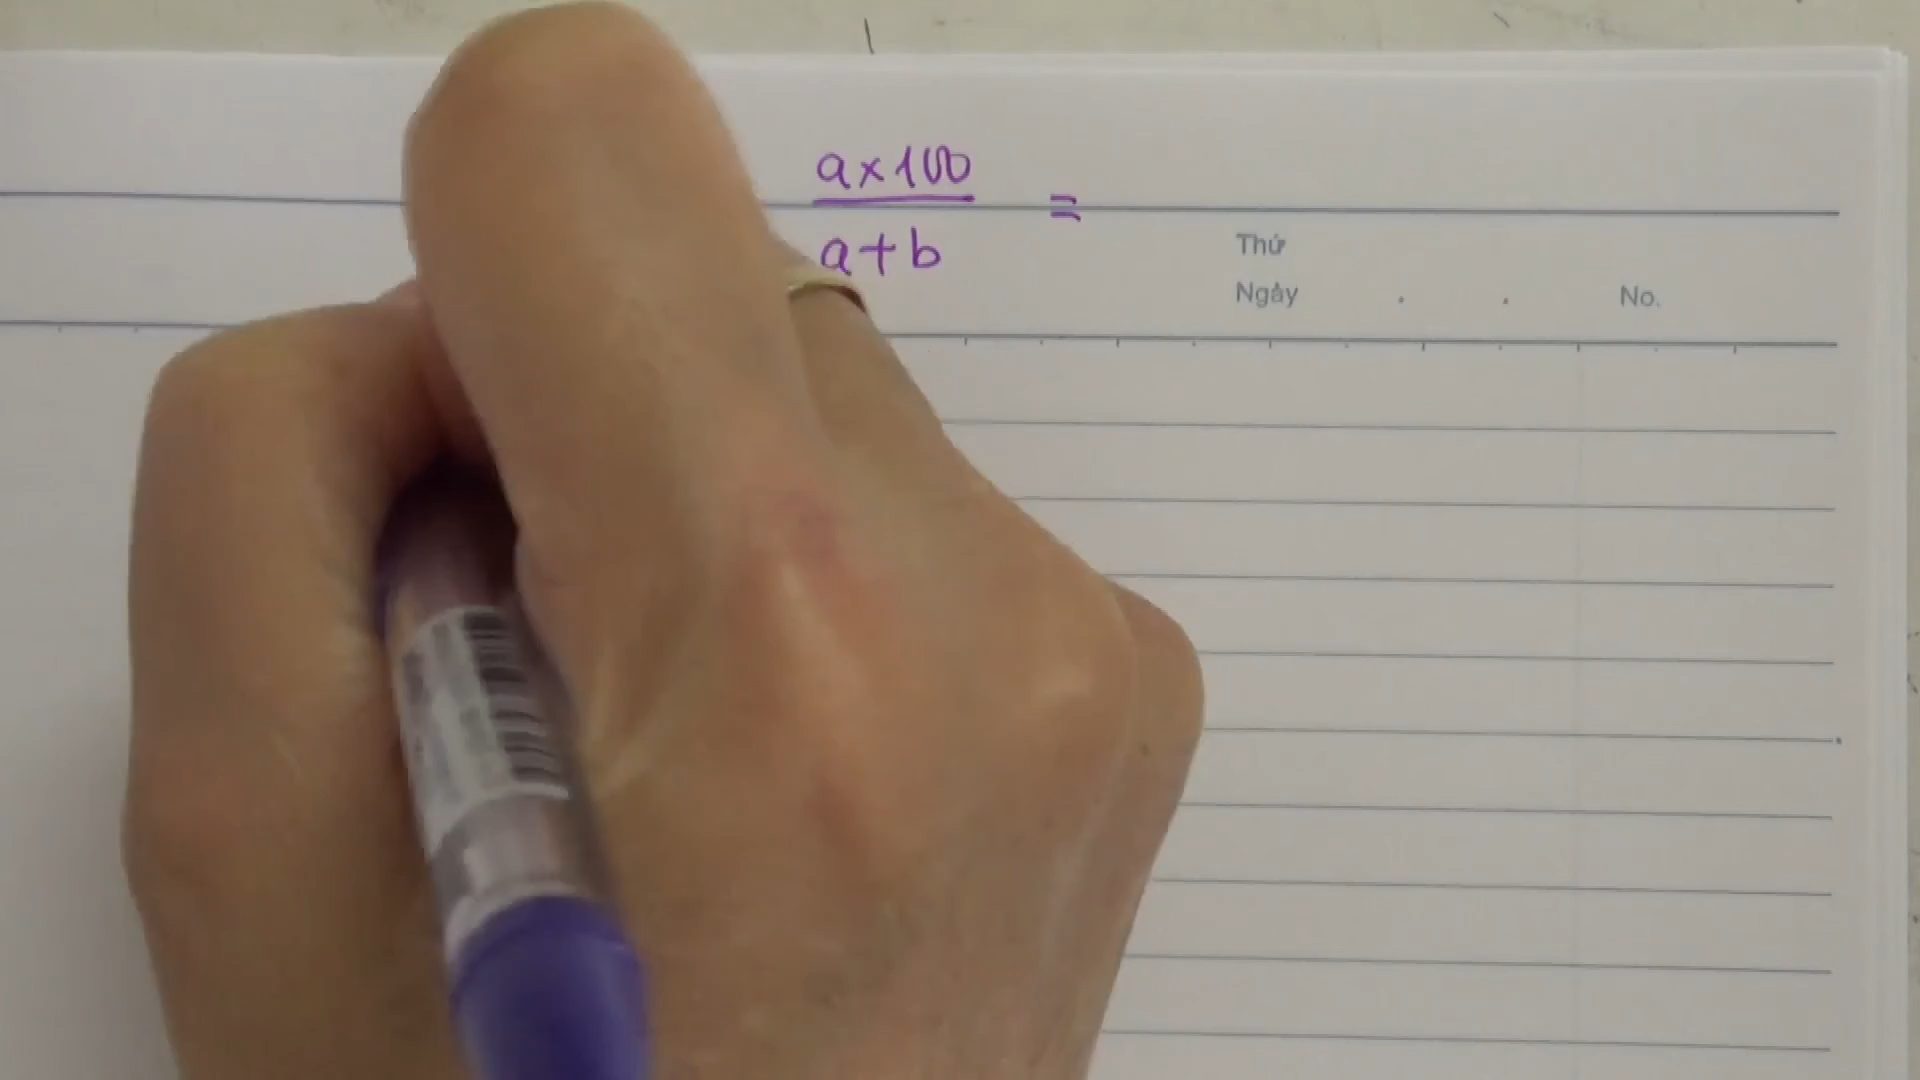 a×100 =
a+b
Thứ
Ngày . . No.